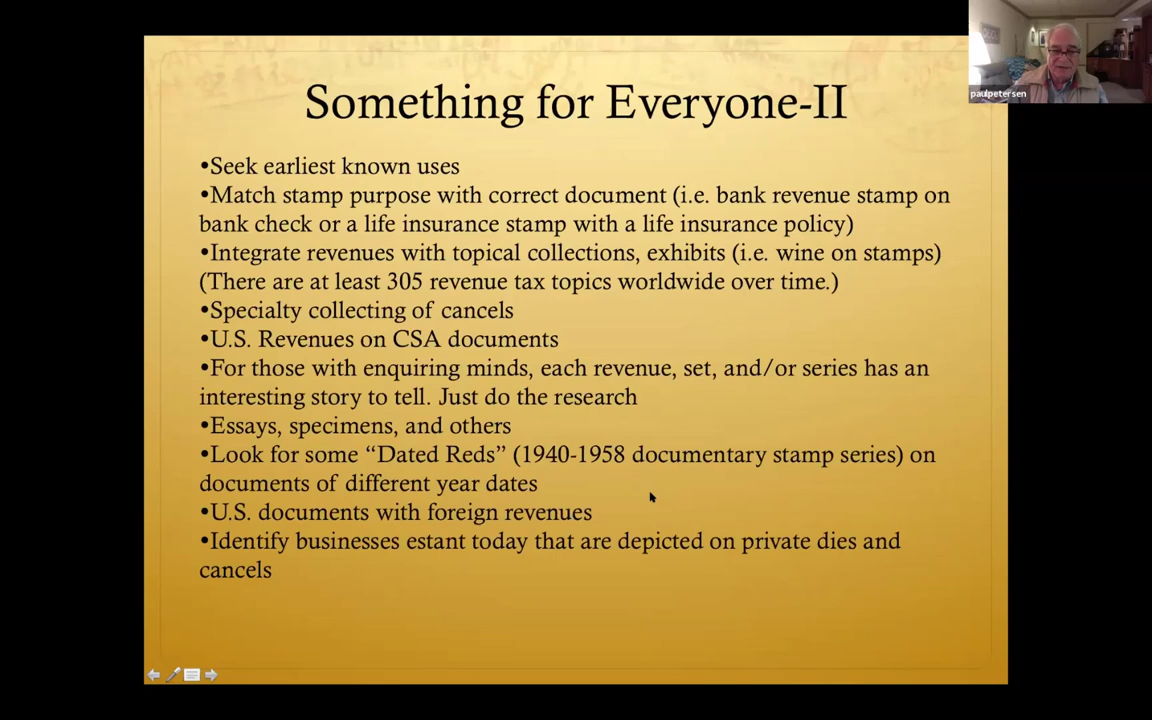 Something for Everyone-II
•Seek earliest known uses
•Match stamp purpose with correct document (i.e. bank revenue stamp on
bank check or a life insurance stamp with a life insurance policy)
•Integrate revenues with topical collections, exhibits (i.e. wine on stamps)
(There are at least 305 revenue tax topics worldwide over time.)
•Specialty collecting of cancels
•U.S. Revenues on CSA documents
•For those with enquiring minds, each revenue, set, and/or series has an
interesting story to tell. Just do the research
•Essays, specimens, and others
•Look for some “Dated Reds” (1940-1958 documentary stamp series) on
documents of different year dates
•U.S. documents with foreign revenues
•Identify businesses estant today that are depicted on private dies and
cancels
paulpetersen